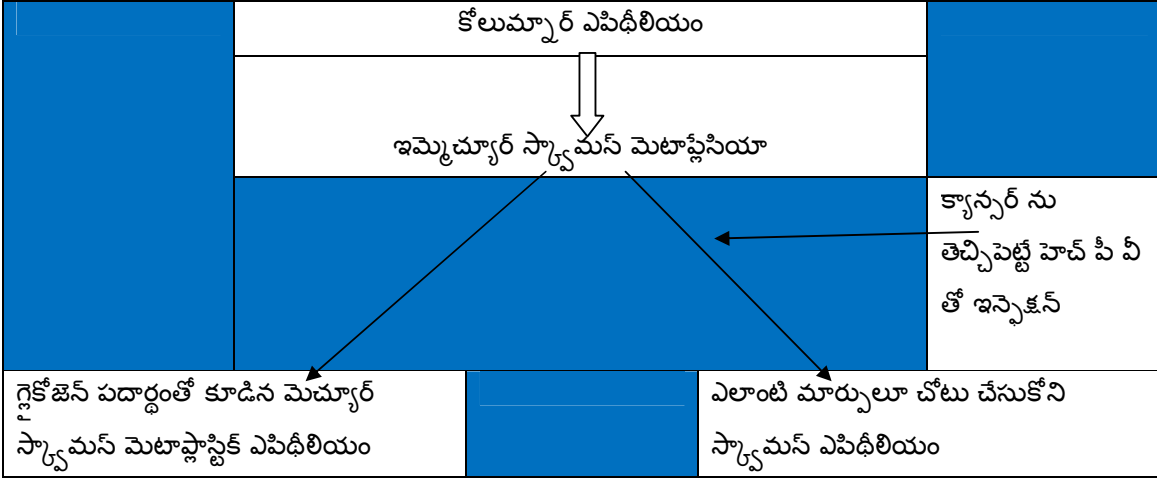 కోలుమ్నార్ ఎపిథీలియం
ఇమ్మెచ్యూర్ స్క్వామస్ మెటాప్లేసియా
క్యాన్సర్ ను
తెచ్చిపెట్టే హెచ్ పీ వీ
తో ఇన్ఫెక్షన్
గ్లైకోజెన్ పదార్థంతో కూడిన మెచ్యూర్
స్క్వామస్ మెటాప్లాస్టిక్ ఎపిథీలియం
ఎలాంటి మార్పులూ చోటు చేసుకోని
స్క్వామస్ ఎపిథీలియం